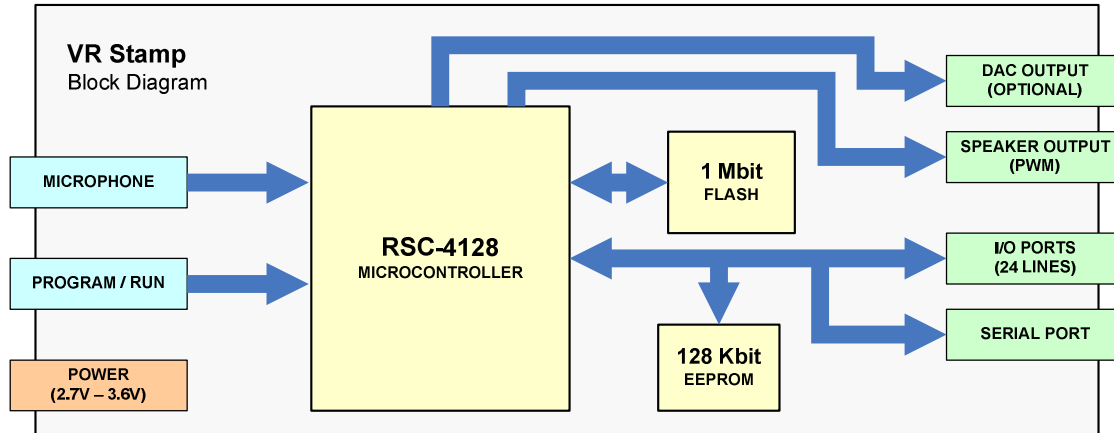 VR Stamp
Block Diagram
DAC OUTPUT
(OPTIONAL)
SPEAKER OUTPUT
(PWM)
MICROPHONE
1 Mbit
FLASH
RSC-4128
MICROCONTROLLER
I/O PORTS
(24 LINES)
PROGRAM / RUN
SERIAL PORT
128 Kbit
EEPROM
POWER
(2.7V – 3.6V)